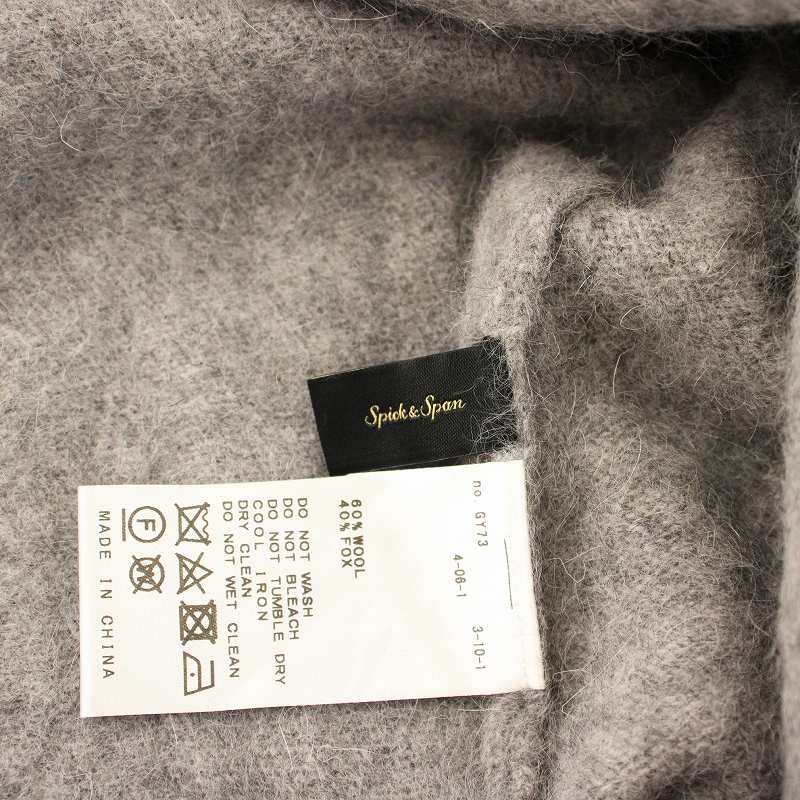 Spick & Span
no. GY73
4-06-1
3-10-1
60% WOOL
40% FOX
DO NOT WASH
DO NOT BLEACH
DO NOT TUMBLE DRY
COOL IRON
DRY CLEAN
DO NOT WET CLEAN
F
W
MADE IN CHINA